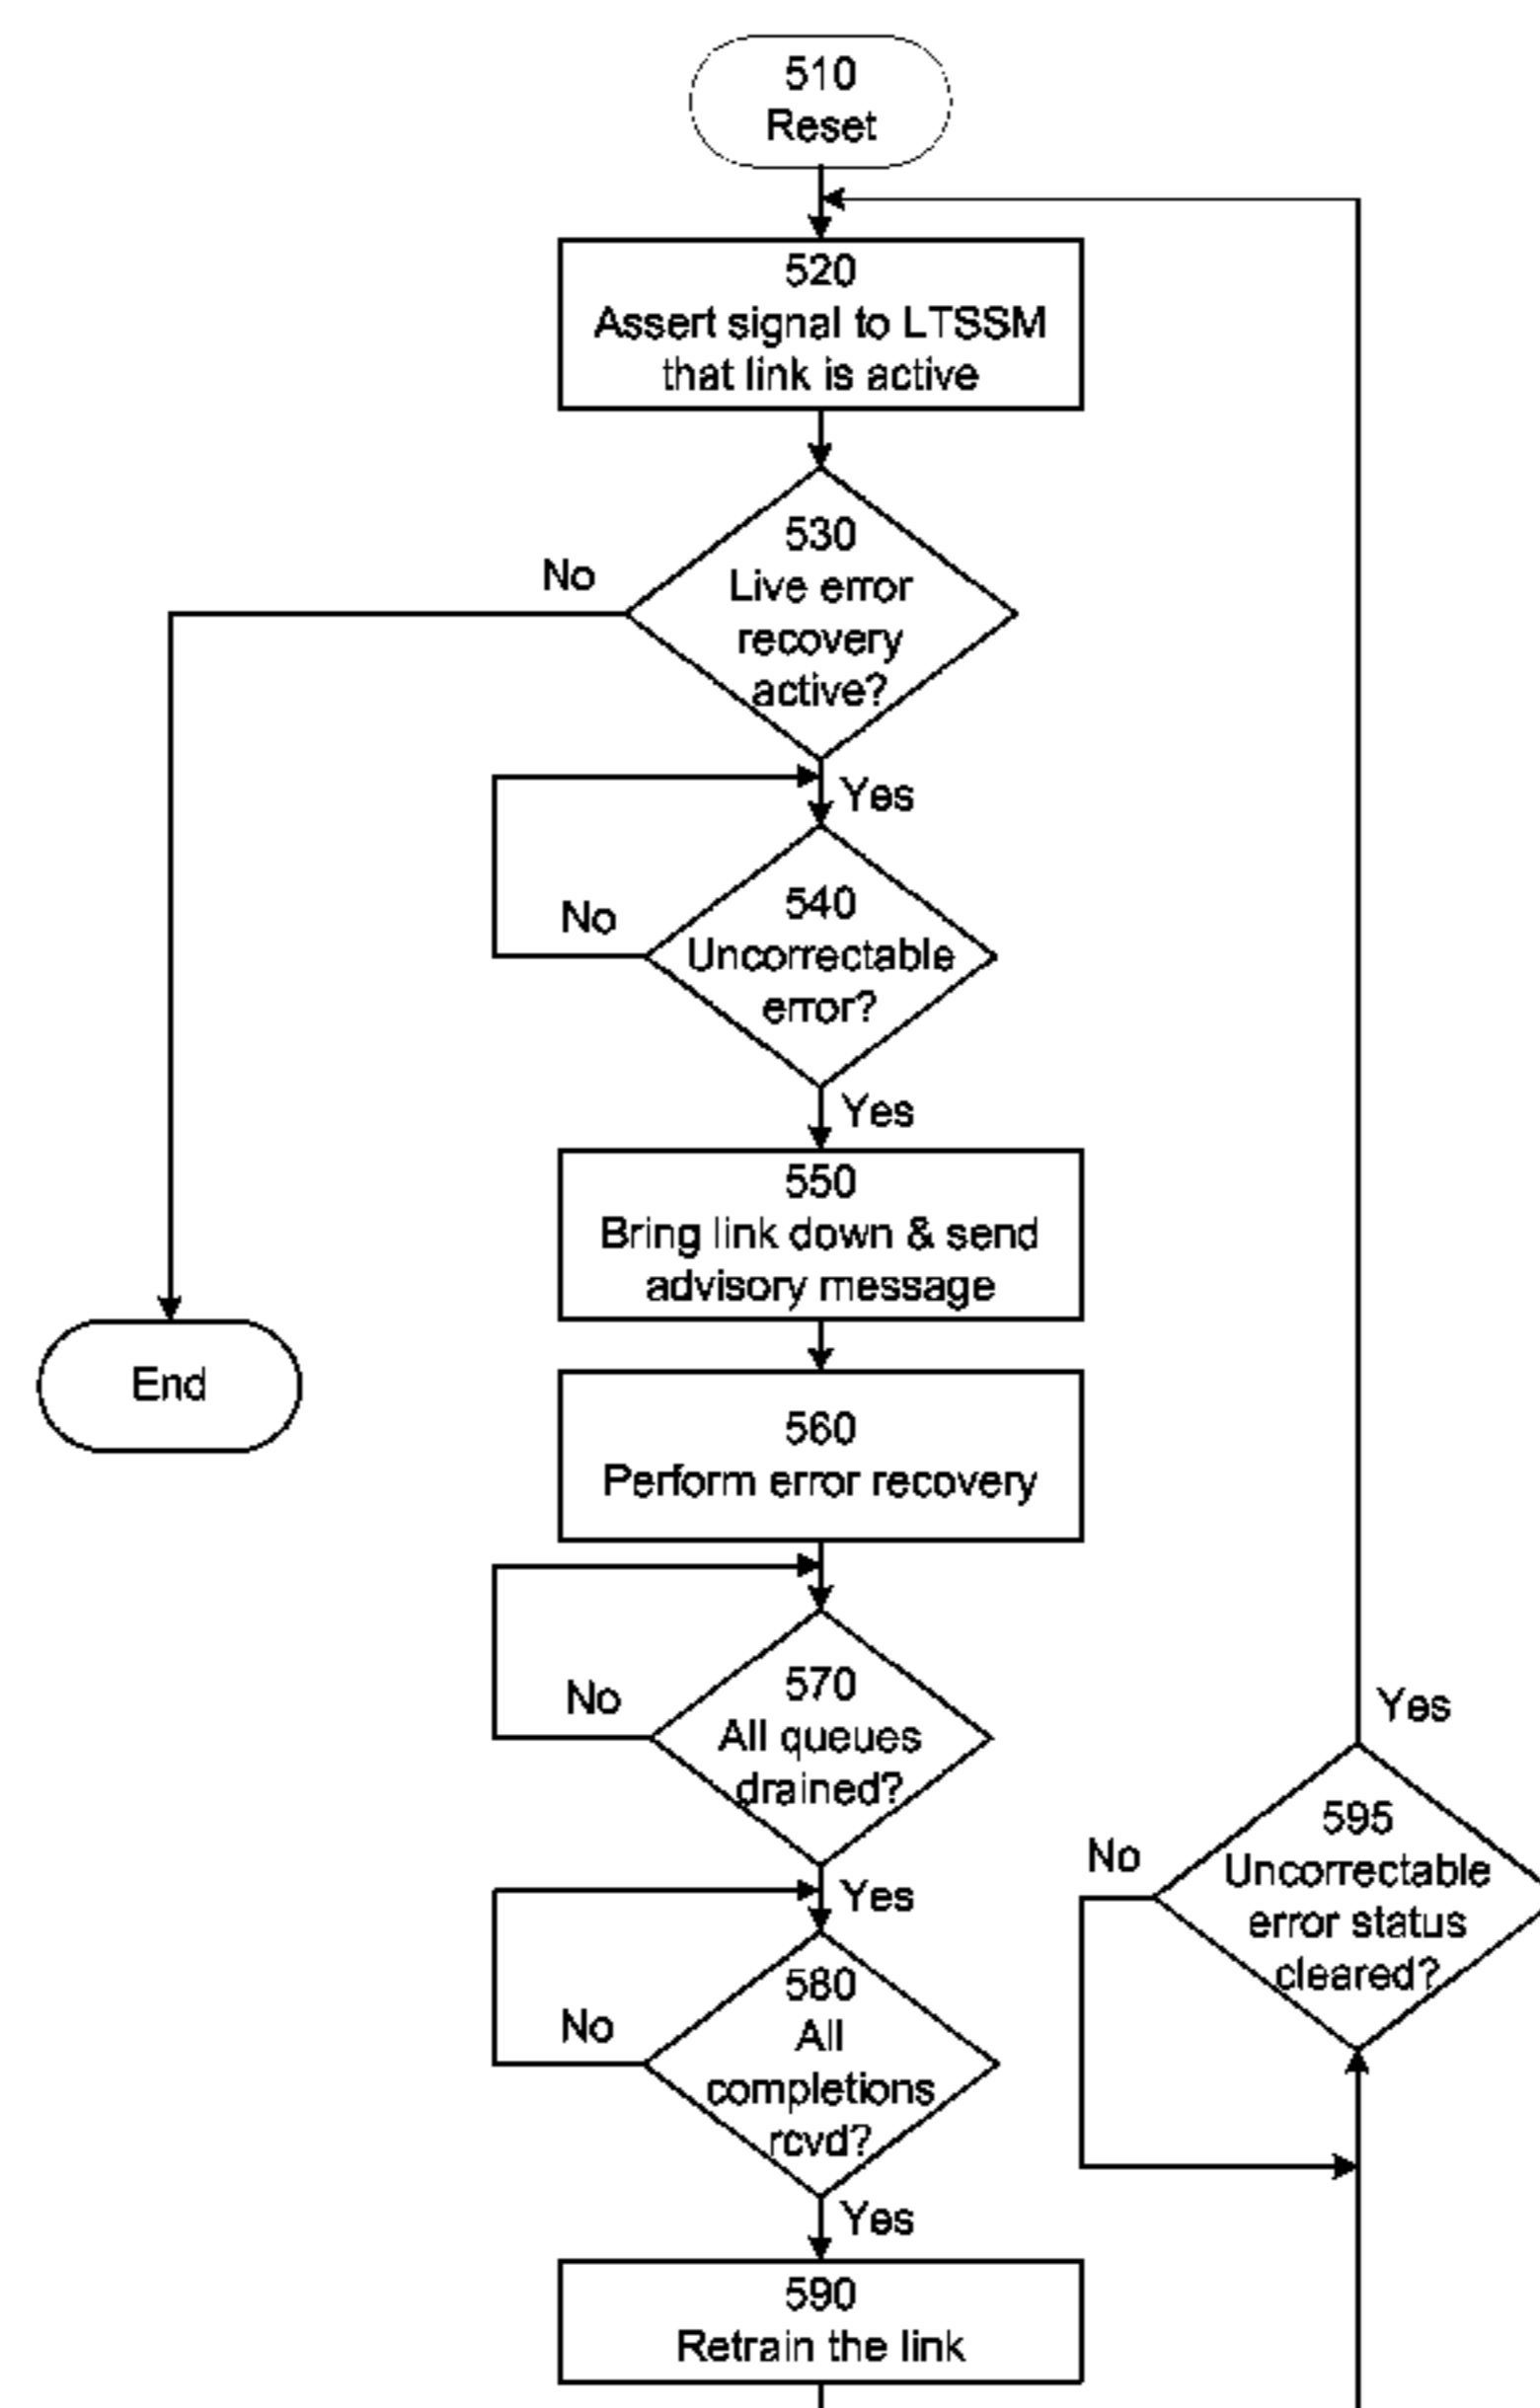 510
Reset
520
Assert signal to LTSSM
that link is active
530
Live error
recovery
active?
No
Yes
540
Uncorrectable
error?
No
Yes
550
Bring link down & send
advisory message
End
560
Perform error recovery
570
All queues
drained?
No
Yes
580
All
completions
rcvd?
No
Yes
590
Retrain the link
595
Uncorrectable
error status
cleared?
No
Yes